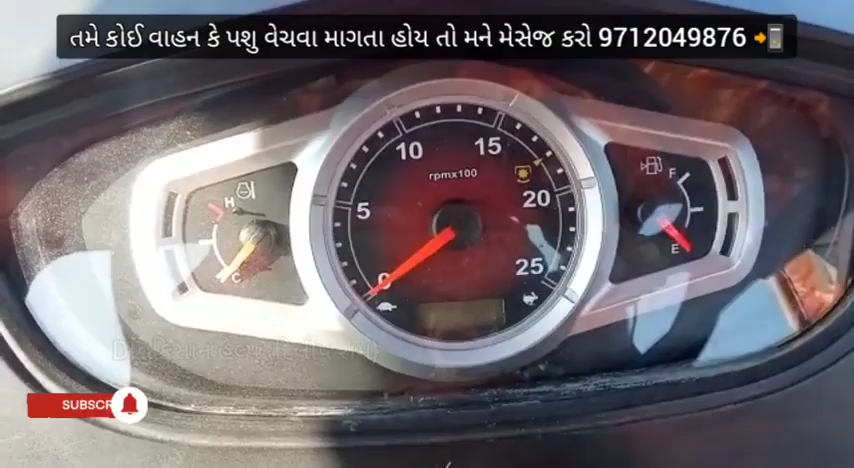 તમે કોઈ વાહન કે પશુ વેચવા માગતા હોય તો મને મેસેજ કરો 9712049876
10
15
rpmx100
5
20
0
25
H
C
F
E
SUBSCR